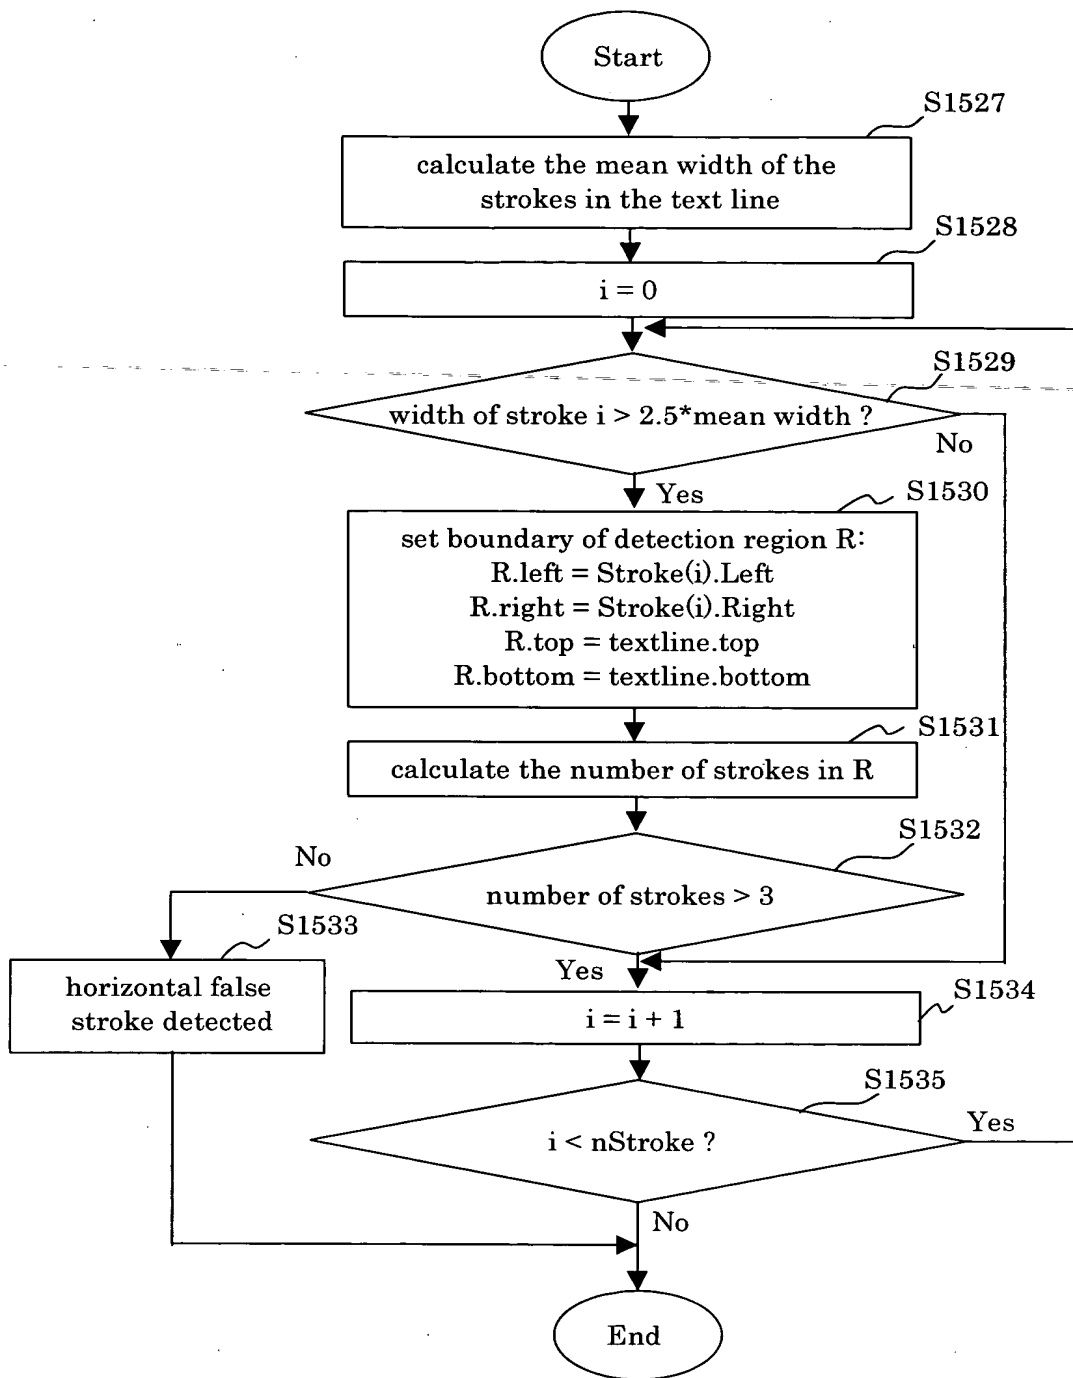 Start
S1527
calculate the mean width of the
strokes in the text line
S1528
i = 0
S1529
width of stroke i > 2.5*mean width ?
No
Yes
S1530
set boundary of detection region R:
R.left = Stroke(i).Left
R.right = Stroke(i).Right
R.top = textline.top
R.bottom = textline.bottom
S1531
calculate the number of strokes in R
S1532
No
number of strokes > 3
S1533
Yes
horizontal false
stroke detected
S1534
i = i + 1
S1535
Yes
i < nStroke ?
No
End